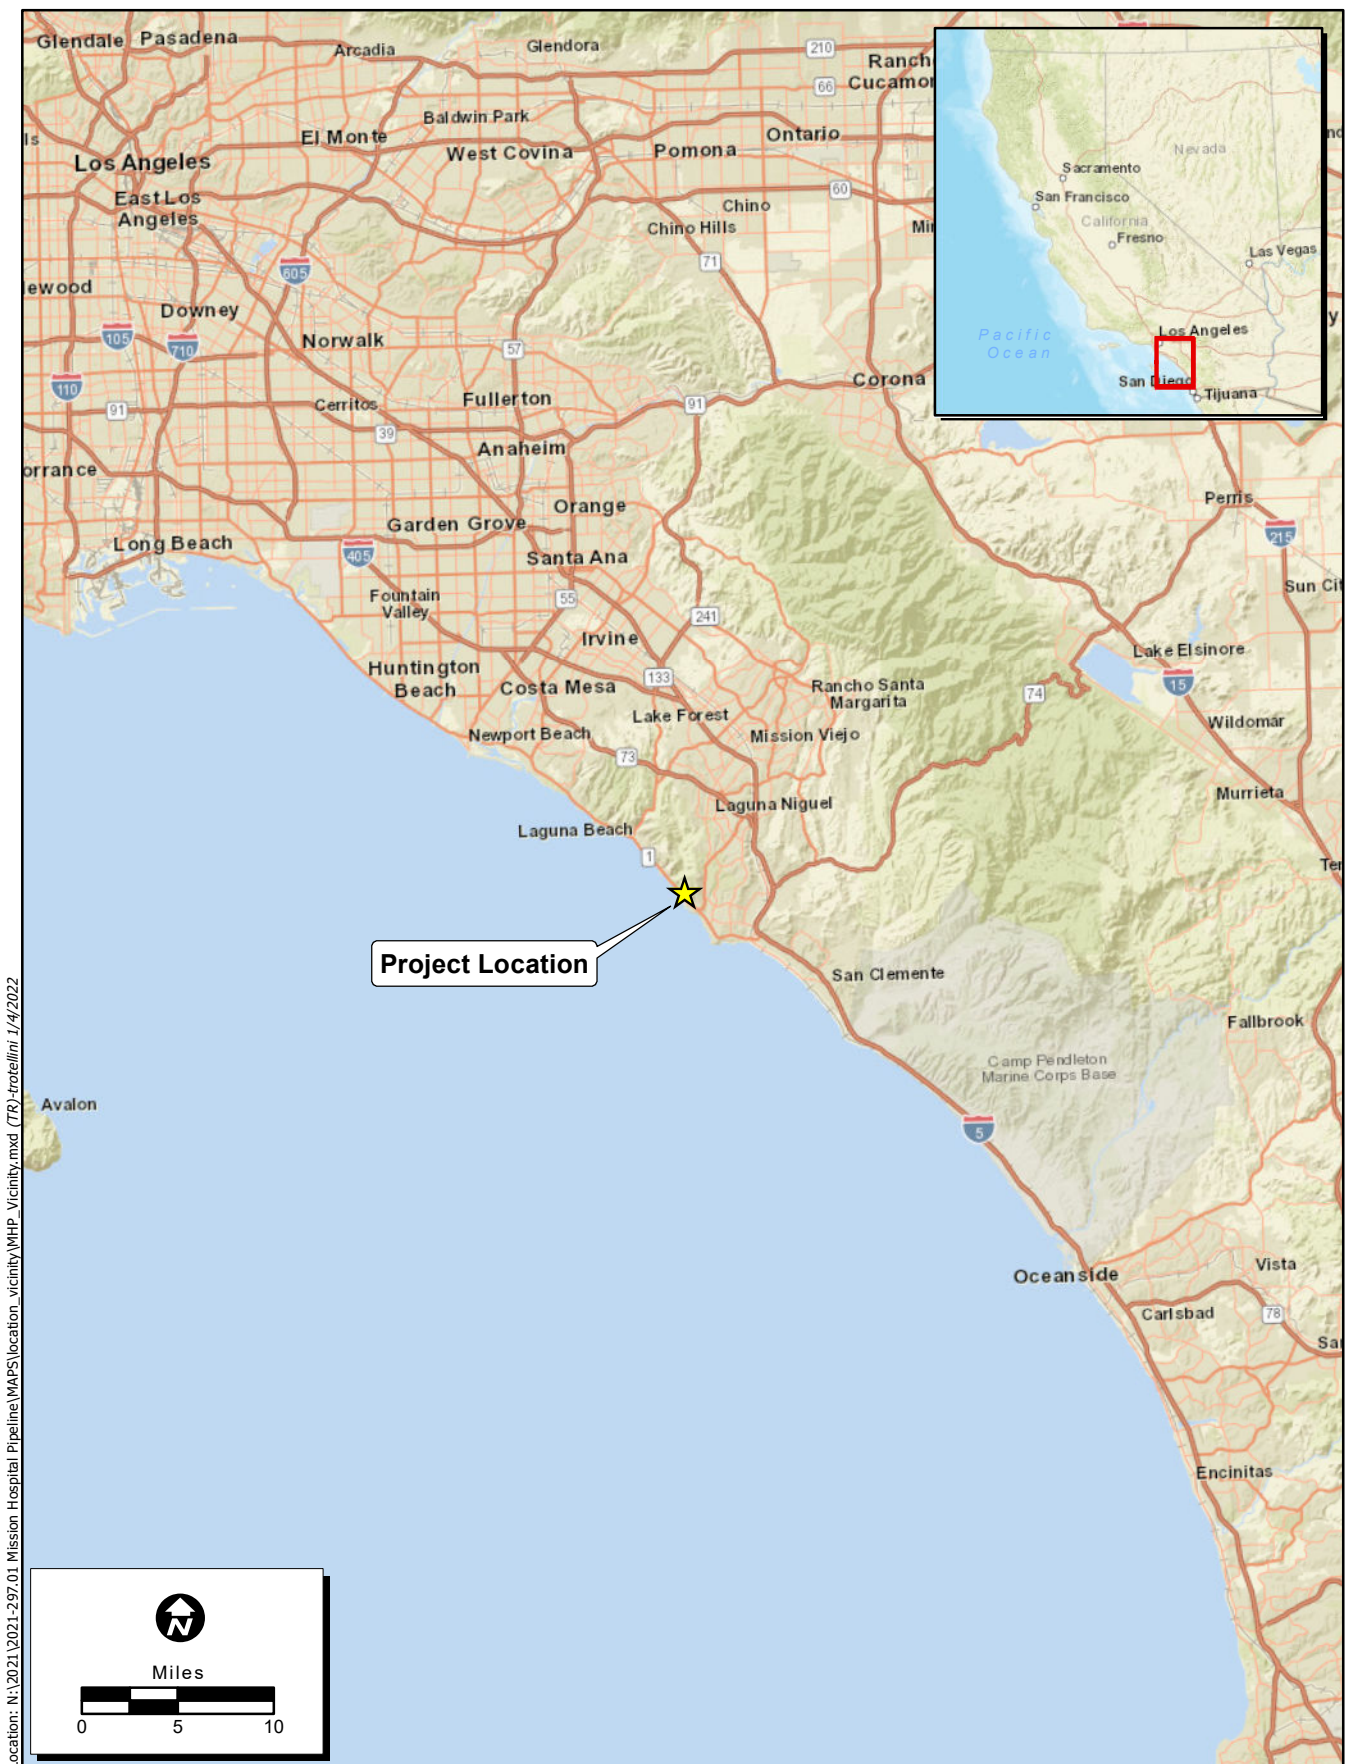 Glendale
Pasadena
Arcadia
Glendora
210
Ranch
Cucamor
66
Baldwin Park
El Monte
West Covina
Pomona
Ontario
ls
Los Angeles
East Los
Angeles
60
Chino
Chino Hills
Mir
71
605
lewood
Downey
105
710
Norwalk
57
110
91
Cerritos
39
Fullerton
91
Corona
Anaheim
orrance
Orange
Garden Grove
Long Beach
405
Santa Ana
Fountain
Valley
55
241
Irvine
Huntington
Beach
Costa Mesa
133
Rancho Santa
Margarita
Lake Forest
Newport Beach
Mission Viejo
73
74
Perris
215
Sun Cit
Lake Elsinore
15
Wildomar
Murrieta
Laguna Niguel
Laguna Beach
1
Ter
Project Location
San Clemente
Fallbrook
Camp Pendleton
Marine Corps Base
Avalon
5
Oceanside
Vista
Carlsbad
78
Sar
Encinitas
Nevada
Sacramento
San Francisco
California
Fresno
Las Vegas
Pacific
Ocean
Los Angeles
San Diego
Tijuana
y
N
Miles
0 5 10
ocation: N:\2021\2021-297.01 Mission Hospital Pipeline\MAPS\location_vicinity\MHP_Vicinity.mxd (TR)-trotellini 1/4/2022